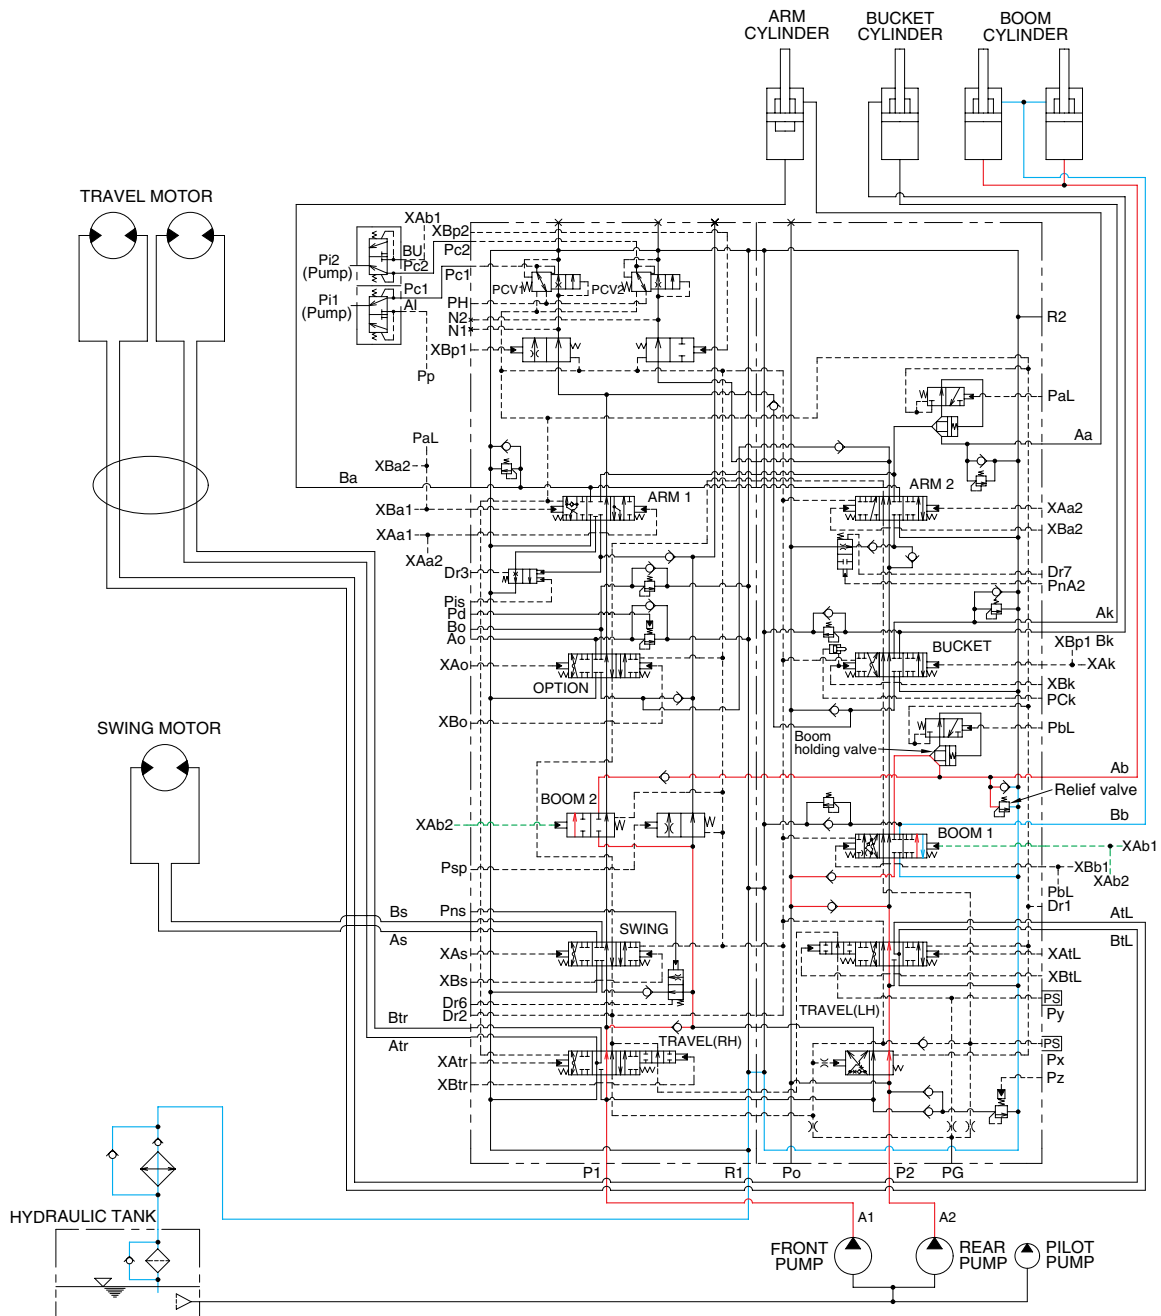 ARM
CYLINDER
BUCKET
CYLINDER
BOOM
CYLINDER
TRAVEL MOTOR
XAb1
XBp2
BU
Pc2
Pc2
Pi2
(Pump)
Pc1
Pc1
Pi1
(Pump)
AI
PCV1
PCV2
PH
N2
N1
R2
XBp1
Pp
PaL
Aa
PaL
XBa2
Ba
ARM 1
ARM 2
XBa1
XAa2
XAa1
XBa2
XAa2
Dr3
Dr7
Pis
PnA2
Pd
Bo
Ao
Ak
XBp1
Bk
BUCKET
XAo
XAk
OPTION
XBk
PCk
XBo
SWING MOTOR
PbL
Boom
holding valve
Ab
BOOM 2
Relief valve
Bb
XAb2
BOOM 1
XAb1
XBb1
Psp
PbL
XAb2
Dr1
Pns
Bs
AtL
As
SWING
BtL
XAs
XAtL
XBs
XBtL
Dr6
Dr2
TRAVEL(LH)
PS
Py
Btr
TRAVEL(RH)
Atr
PS
XAtr
Px
XBtr
Pz
P1
R1
Po
P2
PG
HYDRAULIC TANK
A1
A2
FRONT
PUMP
REAR
PUMP
PILOT
PUMP